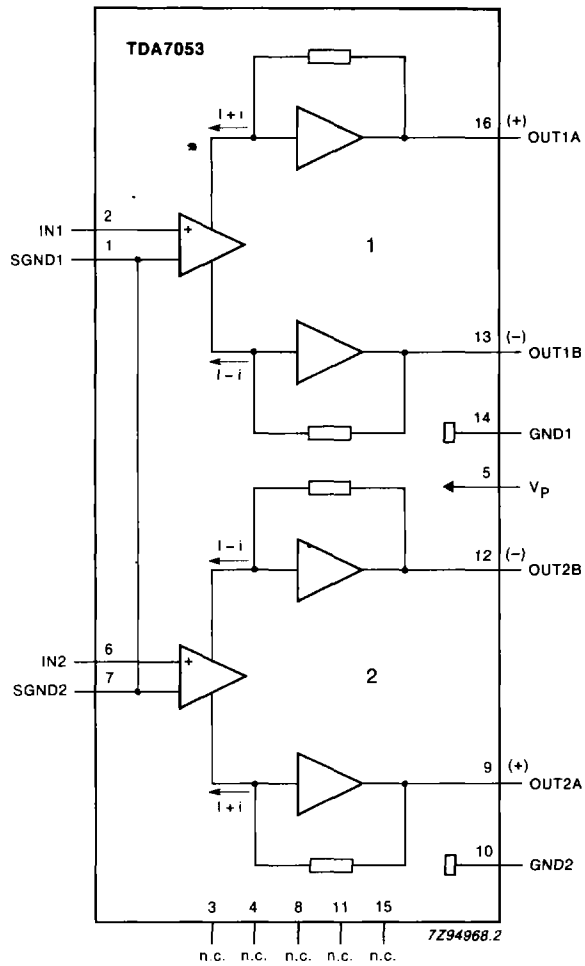 TDA7053
I + i
16 (+) OUT1A
IN1 2
+
1
SGND1 1
13 (−) OUT1B
I − i
14 GND1
5 VP
I − i
12 (−) OUT2B
IN2 6
+
2
SGND2 7
9 (+) OUT2A
I + i
10 GND2
3 4 8 11 15
7Z94968.2
n.c. n.c. n.c. n.c. n.c.